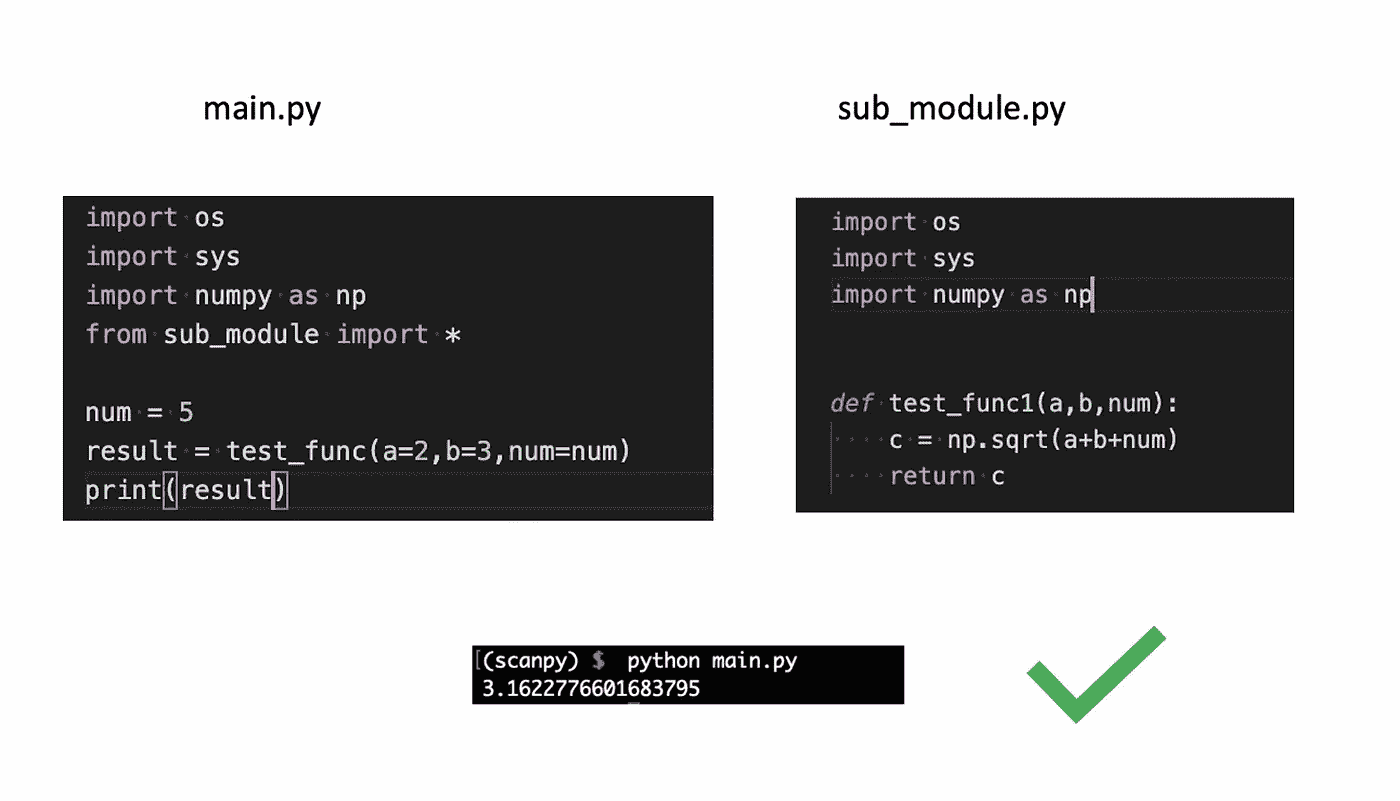 main.py
sub_module.py
import os
import sys
import numpy as np
from sub_module import *
num = 5
result = test_func(a=2,b=3,num=num)
print(result)
import os
import sys
import numpy as np
def test_func1(a,b,num):
c = np.sqrt(a+b+num)
return c
[(scanpy) $ python main.py
3.1622776601683795